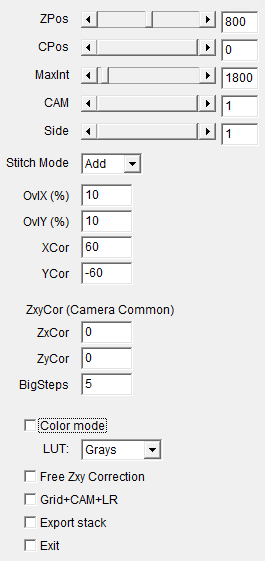 ZPos 800
CPos 0
MaxInt 1800
CAM 1
Side 1
Stitch Mode Add
OvlX (%) 10
OvlY (%) 10
XCor 60
YCor -60
ZxyCor (Camera Common)
ZxCor 0
ZyCor 0
BigSteps 5
Color mode
LUT: Grays
Free Zxy Correction
Grid+CAM+LR
Export stack
Exit